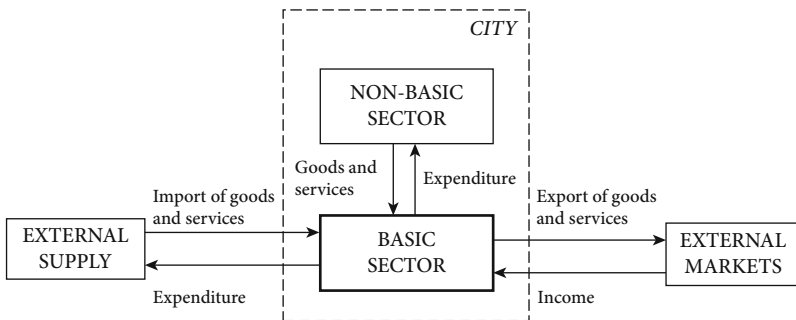 CITY
NON-BASIC
SECTOR
Goods and
services
Expenditure
Import of goods
and services
Export of goods
and services
EXTERNAL
SUPPLY
BASIC
SECTOR
EXTERNAL
MARKETS
Expenditure
Income